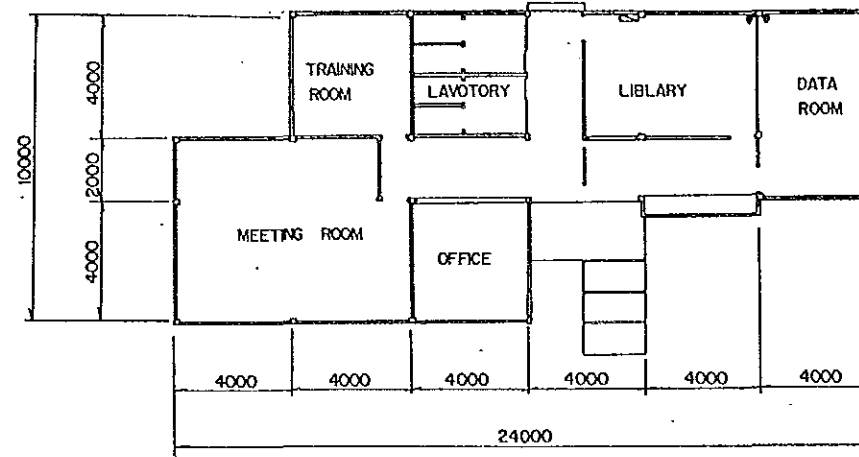 TRAINING
ROOM
LAVOTORY
LIBLARY
DATA
ROOM
MEETING ROOM
OFFICE
4000
2000
4000
10000
4000
4000
4000
4000
4000
4000
24000